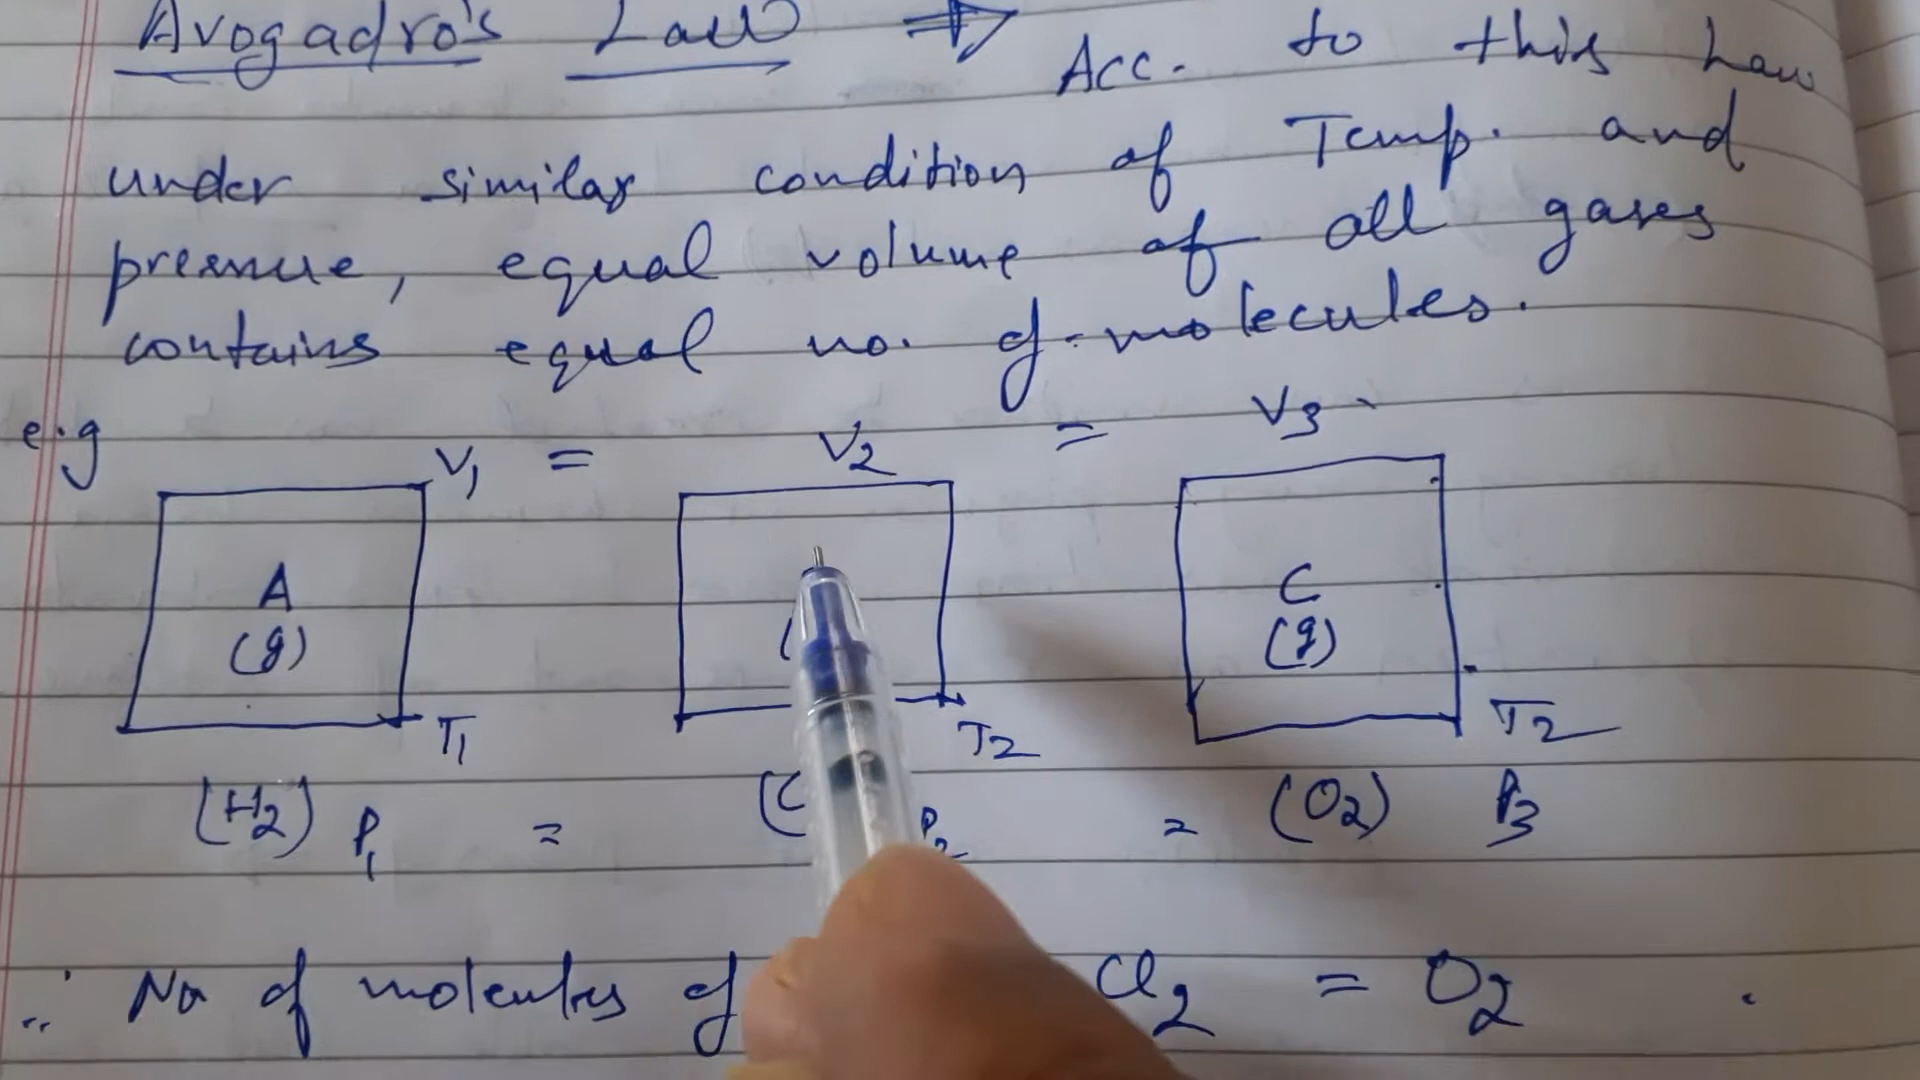 Avogadro's Law ⇒ Acc. to this Law
under similar condition of Temp. and
pressure, equal volume of all gases
contains equal no. of molecules.
e.g V1 = V2 = V3
A C
(g) (g)
T1 T2 T2
(H2) P1 = P2 = (O2) P3
∴ No of molecules of Cl2 = O2